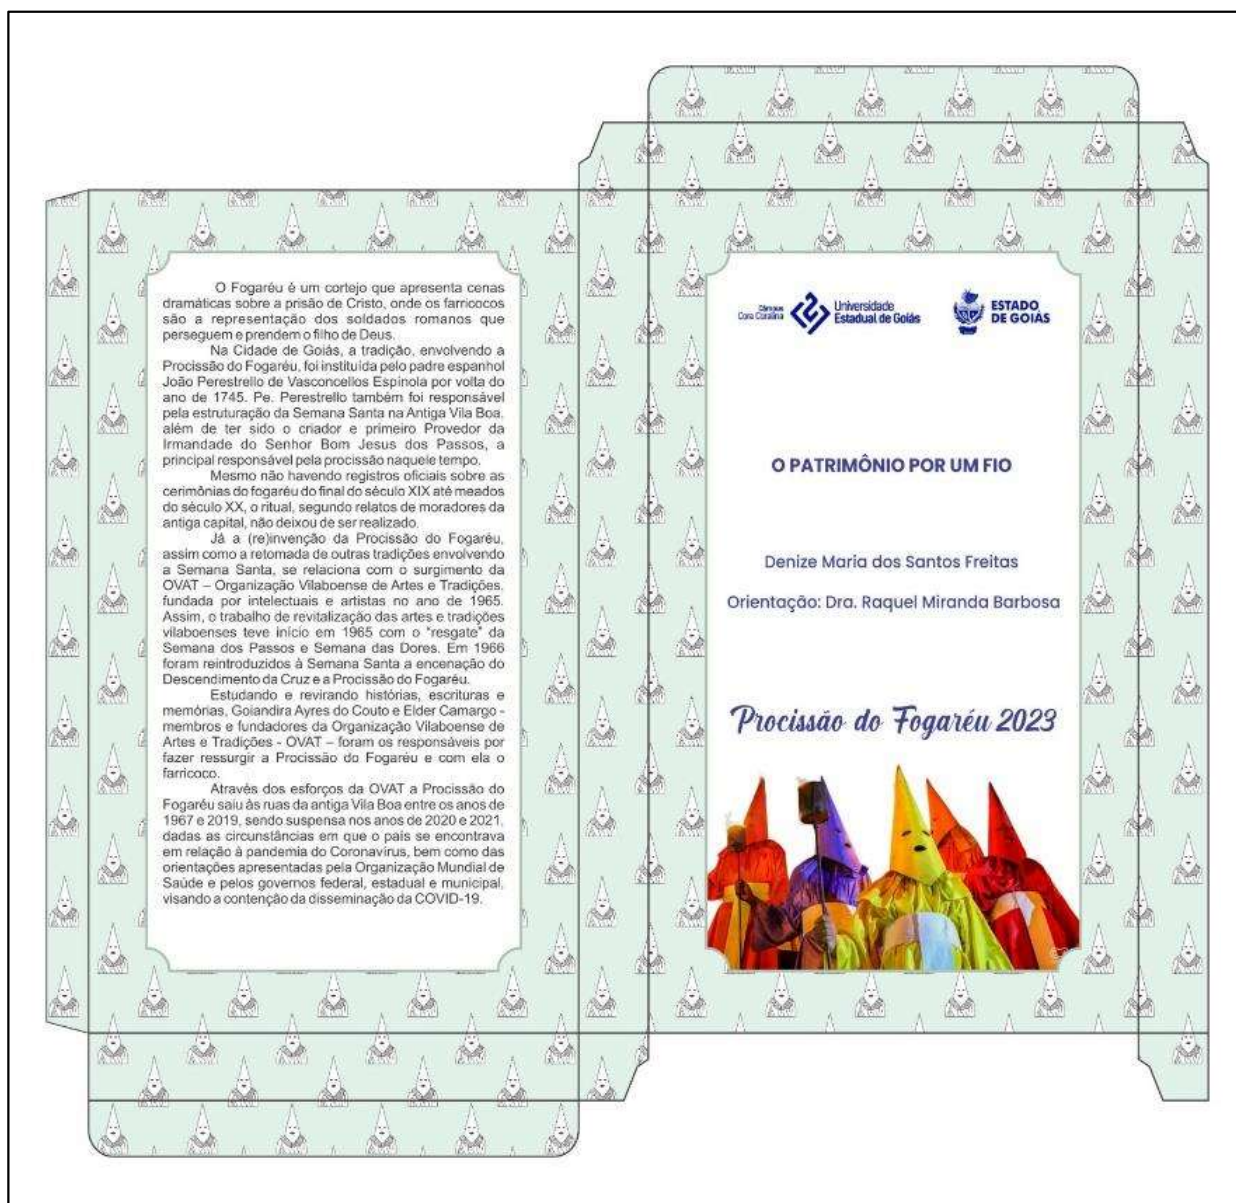 O Fogaréu é um cortejo que apresenta cenas
dramáticas sobre a prisão de Cristo, onde os farricocos
são a representação dos soldados romanos que
perseguem e prendem o filho de Deus.
Na Cidade de Goiás, a tradição, envolvendo a
Procissão do Fogaréu, foi instituída pelo padre espanhol
João Perestrello de Vasconcellos Espínola por volta do
ano de 1745. Pe. Perestrello também foi responsável
pela estruturação da Semana Santa na Antiga Vila Boa,
além de ter sido o criador e primeiro Provedor da
Irmandade do Senhor Bom Jesus dos Passos, a
principal responsável pela procissão naquele tempo.
Mesmo não havendo registros oficiais sobre as
cerimônias do fogaréu do final do século XIX até meados
do século XX, o ritual, segundo relatos de moradores da
antiga capital, não deixou de ser realizado.
Já a (re)invenção da Procissão do Fogaréu,
assim como a retomada de outras tradições envolvendo
a Semana Santa, se relaciona com o surgimento da
OVAT – Organização Vilaboense de Artes e Tradições,
fundada por intelectuais e artistas no ano de 1965.
Assim, o trabalho de revitalização das artes e tradições
vilaboenses teve início em 1965 com o "resgate" da
Semana dos Passos e Semana das Dores. Em 1966
foram reintroduzidos à Semana Santa a encenação do
Descendimento da Cruz e a Procissão do Fogaréu.
Estudando e revirando histórias, escrituras e
memórias, Goiandira Ayres do Couto e Elder Camargo -
membros e fundadores da Organização Vilaboense de
Artes e Tradições - OVAT – foram os responsáveis por
fazer ressurgir a Procissão do Fogaréu e com ela o
farricoco.
Através dos esforços da OVAT a Procissão do
Fogaréu saiu às ruas da antiga Vila Boa entre os anos de
1967 e 2019, sendo suspensa nos anos de 2020 e 2021,
dadas as circunstâncias em que o país se encontrava
em relação à pandemia do Coronavírus, bem como das
orientações apresentadas pela Organização Mundial de
Saúde e pelos governos federal, estadual e municipal,
visando a contenção da disseminação da COVID-19.
Câmpus
Cora Coralina
Universidade
Estadual de Goiás
ESTADO
DE GOIÁS
O PATRIMÔNIO POR UM FIO
Denize Maria dos Santos Freitas
Orientação: Dra. Raquel Miranda Barbosa
Procissão do Fogaréu 2023